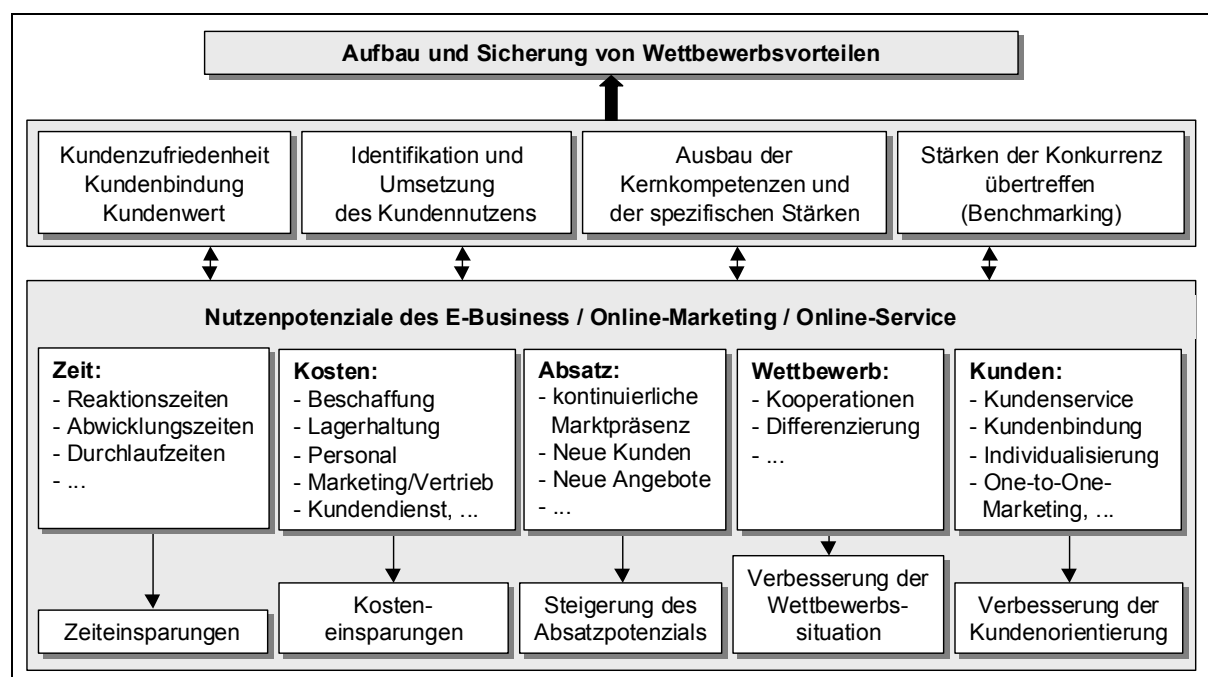 Aufbau und Sicherung von Wettbewerbsvorteilen
Kundenzufriedenheit
Kundenbindung
Kundenwert
Identifikation und
Umsetzung
des Kundennutzens
Ausbau der
Kernkompetenzen und
der spezifischen Stärken
Stärken der Konkurrenz
übertreffen
(Benchmarking)
Nutzenpotenziale des E-Business / Online-Marketing / Online-Service
Zeit:
- Reaktionszeiten
- Abwicklungszeiten
- Durchlaufzeiten
- ...
Kosten:
- Beschaffung
- Lagerhaltung
- Personal
- Marketing/Vertrieb
- Kundendienst, ...
Absatz:
- kontinuierliche
Marktpräsenz
- Neue Kunden
- Neue Angebote
- ...
Wettbewerb:
- Kooperationen
- Differenzierung
- ...
Kunden:
- Kundenservice
- Kundenbindung
- Individualisierung
- One-to-One-
Marketing, ...
Zeiteinsparungen
Kosten-
einsparungen
Steigerung des
Absatzpotenzials
Verbesserung der
Wettbewerbs-
situation
Verbesserung der
Kundenorientierung